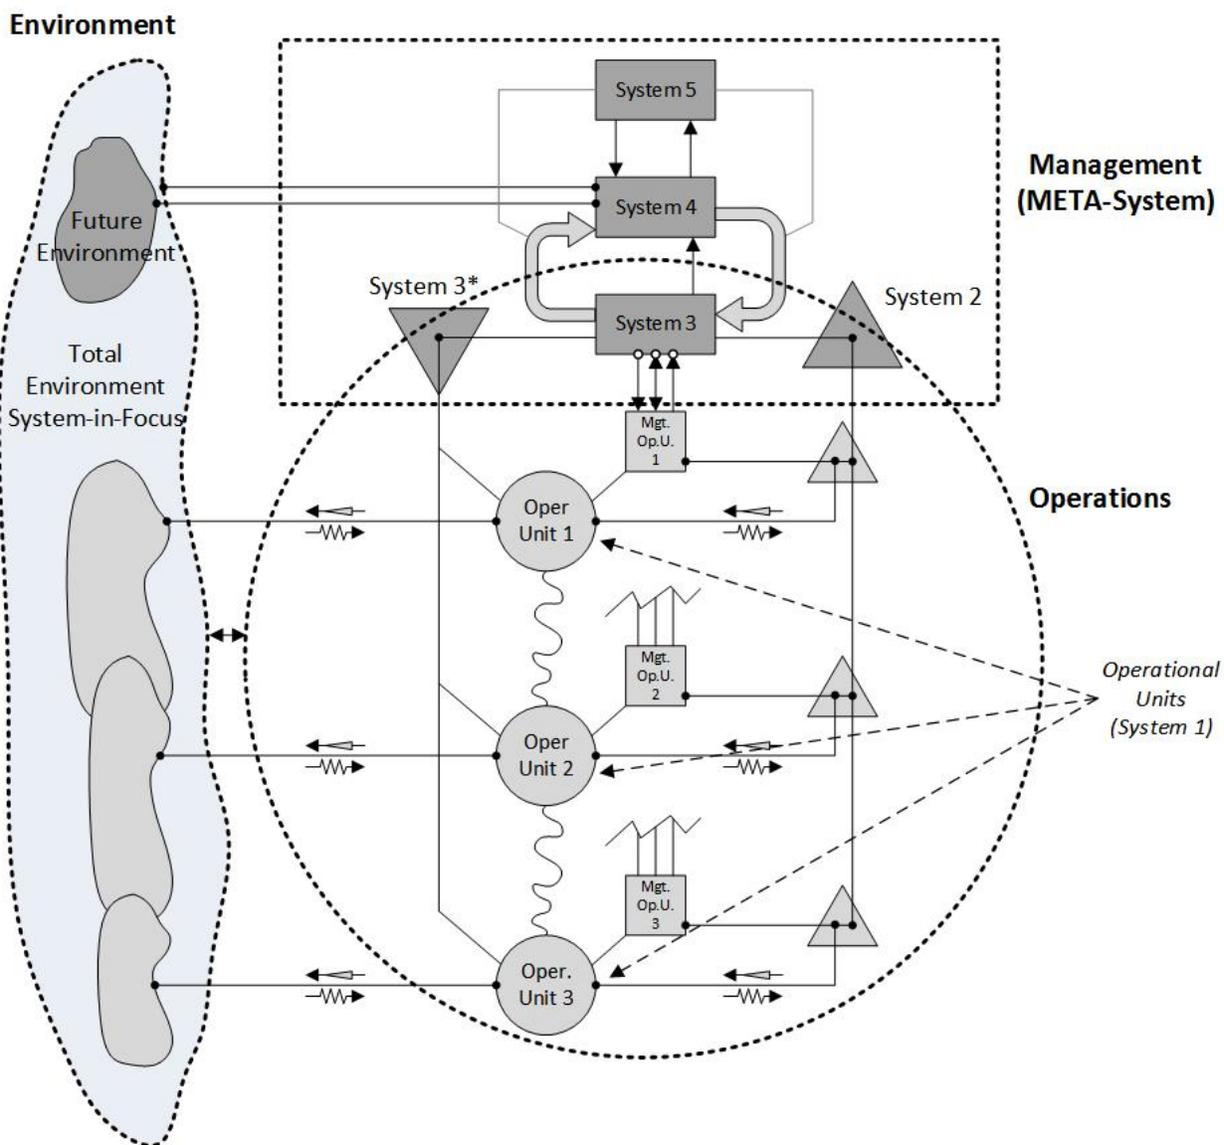 Environment
System 5
Management
(META-System)
System 4
Future
Environment
System 3*
System 2
System 3
Total
Environment
System-in-Focus
Mgt.
Op.U.
1
Operations
Oper
Unit 1
Mgt.
Op.U.
2
Operational
Units
(System 1)
Oper
Unit 2
Mgt.
Op.U.
3
Oper.
Unit 3